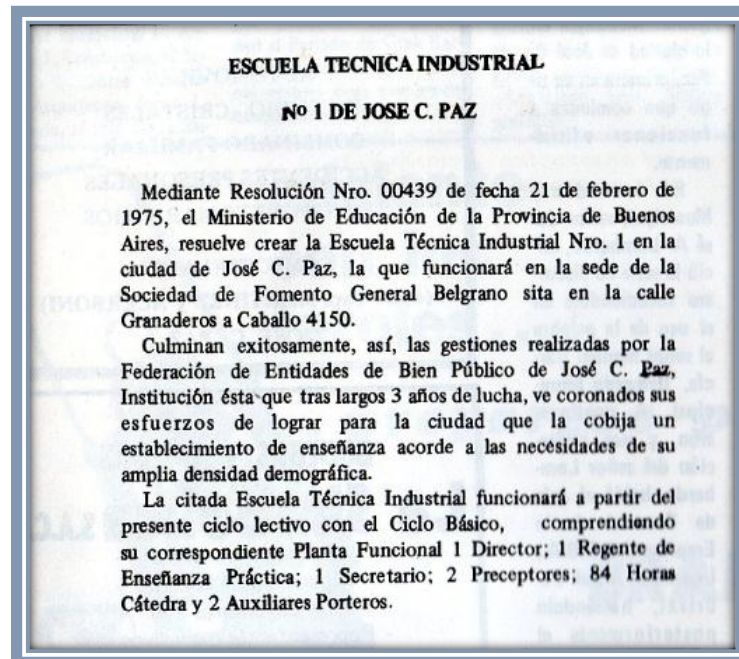 ESCUELA TECNICA INDUSTRIAL
Nº 1 DE JOSE C. PAZ
Mediante Resolución Nro. 00439 de fecha 21 de febrero de
1975, el Ministerio de Educación de la Provincia de Buenos
Aires, resuelve crear la Escuela Técnica Industrial Nro. 1 en la
ciudad de José C. Paz, la que funcionará en la sede de la
Sociedad de Fomento General Belgrano sita en la calle
Granaderos a Caballo 4150.
Culminan exitosamente, así, las gestiones realizadas por la
Federación de Entidades de Bien Público de José C. Paz,
Institución ésta que tras largos 3 años de lucha, ve coronados sus
esfuerzos de lograr para la ciudad que la cobija un
establecimiento de enseñanza acorde a las necesidades de su
amplia densidad demográfica.
La citada Escuela Técnica Industrial funcionará a partir del
presente ciclo lectivo con el Ciclo Básico, comprendiendo
su correspondiente Planta Funcional 1 Director; 1 Regente de
Enseñanza Práctica; 1 Secretario; 2 Preceptores; 84 Horas
Cátedra y 2 Auxiliares Porteros.